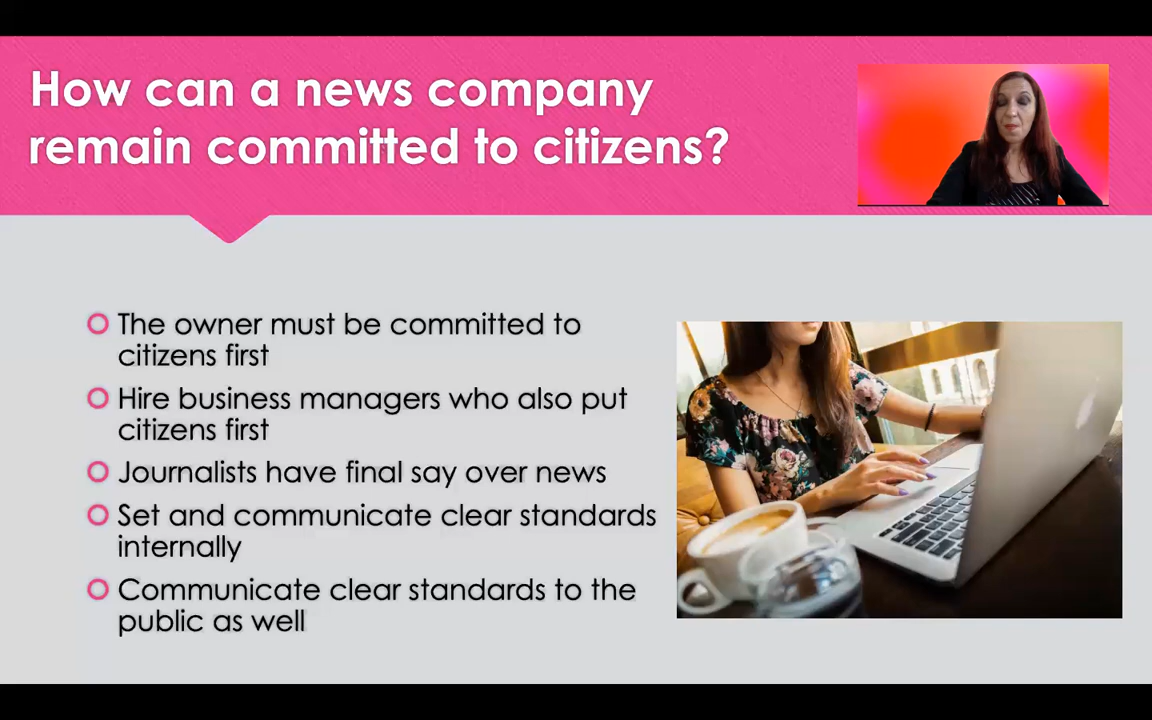 How can a news company
remain committed to citizens?
The owner must be committed to
citizens first
Hire business managers who also put
citizens first
Journalists have final say over news
Set and communicate clear standards
internally
Communicate clear standards to the
public as well